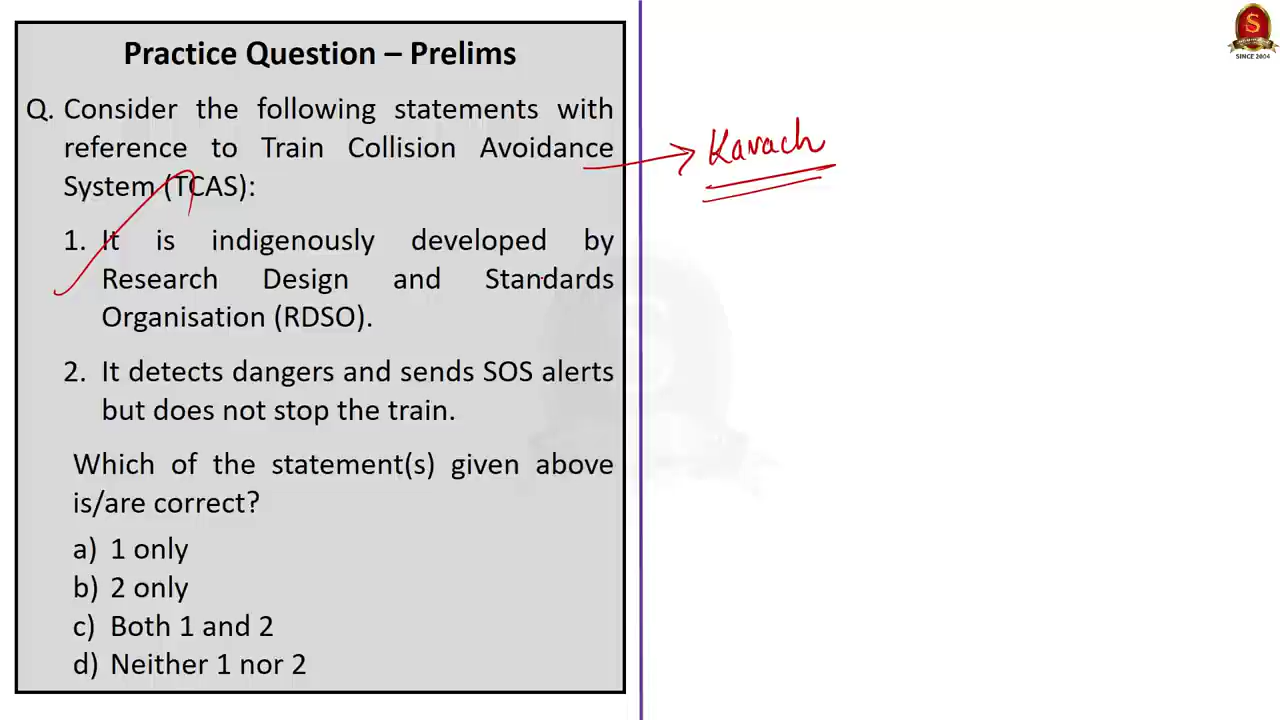 Practice Question – Prelims
Q. Consider the following statements with
reference to Train Collision Avoidance
System (TCAS):
1. It is indigenously developed by
Research Design and Standards
Organisation (RDSO).
2. It detects dangers and sends SOS alerts
but does not stop the train.
Which of the statement(s) given above
is/are correct?
a) 1 only
b) 2 only
c) Both 1 and 2
d) Neither 1 nor 2
Kavach
S
SINCE 2004